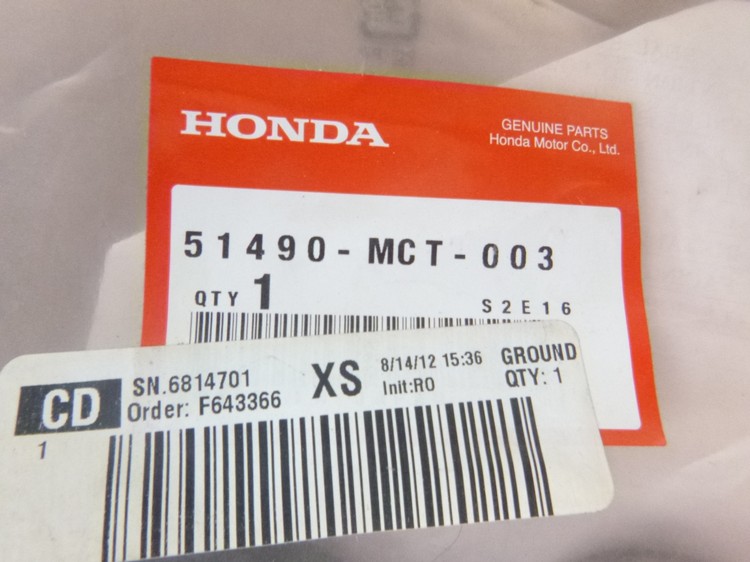 HONDA
GENUINE PARTS
Honda Motor Co., Ltd.
51490-MCT-003
QTY 1
S2E16
CD
SN.6814701
Order: F643366
XS
8/14/12 15:36
Init:RO
GROUND
QTY: 1
1